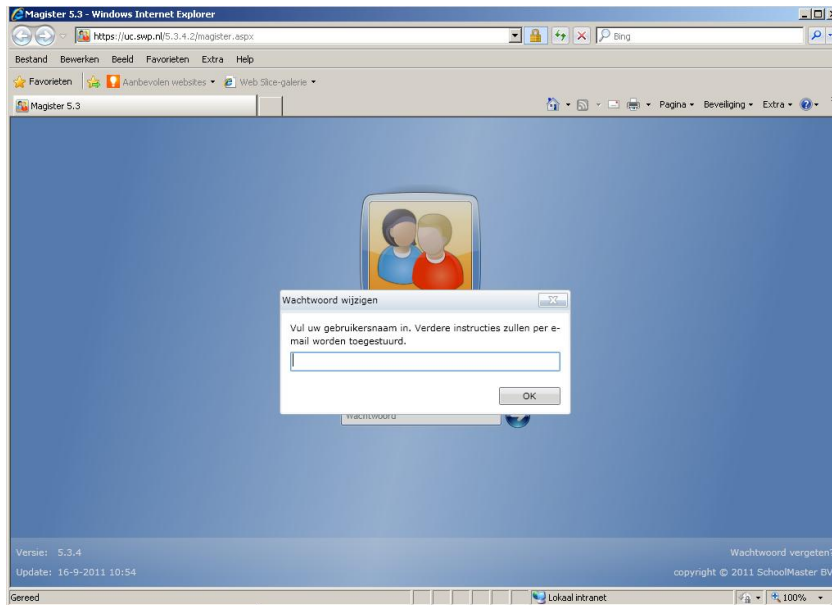 Magister 5.3 - Windows Internet Explorer
https://uc.swp.nl/5.3.4.2/magister.aspx
Bing
Bestand Bewerken Beeld Favorieten Extra Help
Favorieten Aanbevolen websites Web Slice-galerie
Magister 5.3 Pagina Beveiliging Extra
Wachtwoord wijzigen
Vul uw gebruikersnaam in. Verdere instructies zullen per e-
mail worden toegestuurd.
OK
Wachtwoord
Versie: 5.3.4 Wachtwoord vergeten?
Update: 16-9-2011 10:54 copyright © 2011 SchoolMaster BV
Gereed Lokaal intranet 100%